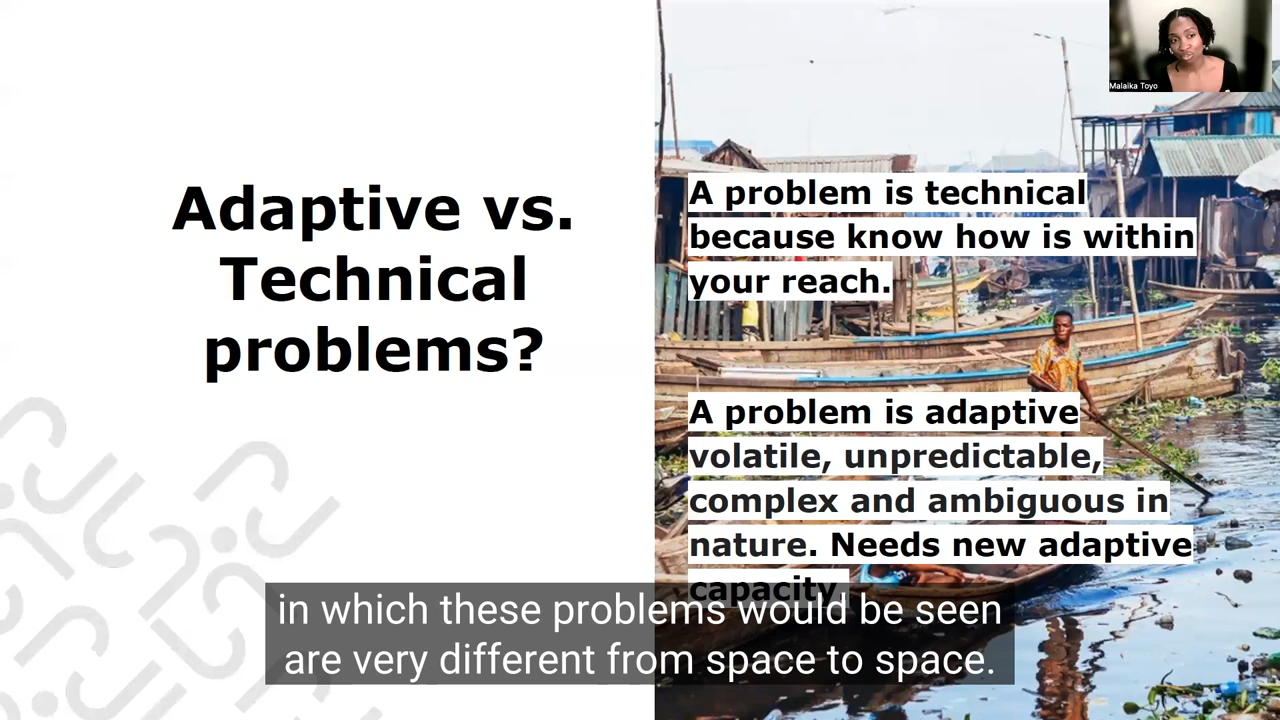 Adaptive vs.
Technical
problems?
A problem is technical
because know how is within
your reach.
A problem is adaptive
volatile, unpredictable,
complex and ambiguous in
nature. Needs new adaptive
capacity.
Malaika Toyo
in which these problems would be seen
are very different from space to space.